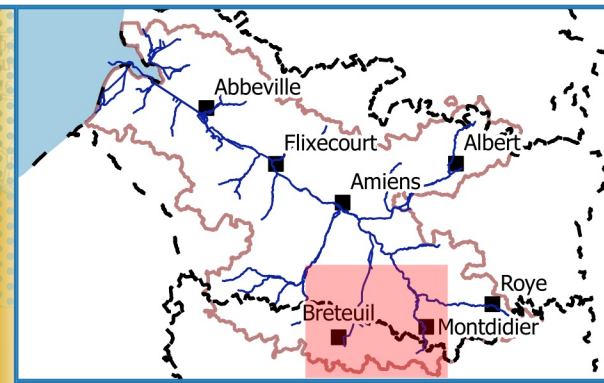 Abbeville
Flixecourt
Albert
Amiens
Roye
Breteuil
Montdidier